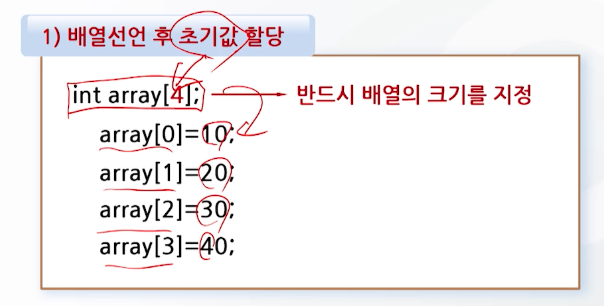 1) 배열선언 후 초기값 할당
int array[4]; 반드시 배열의 크기를 지정
array[0]=10;
array[1]=20;
array[2]=30;
array[3]=40;